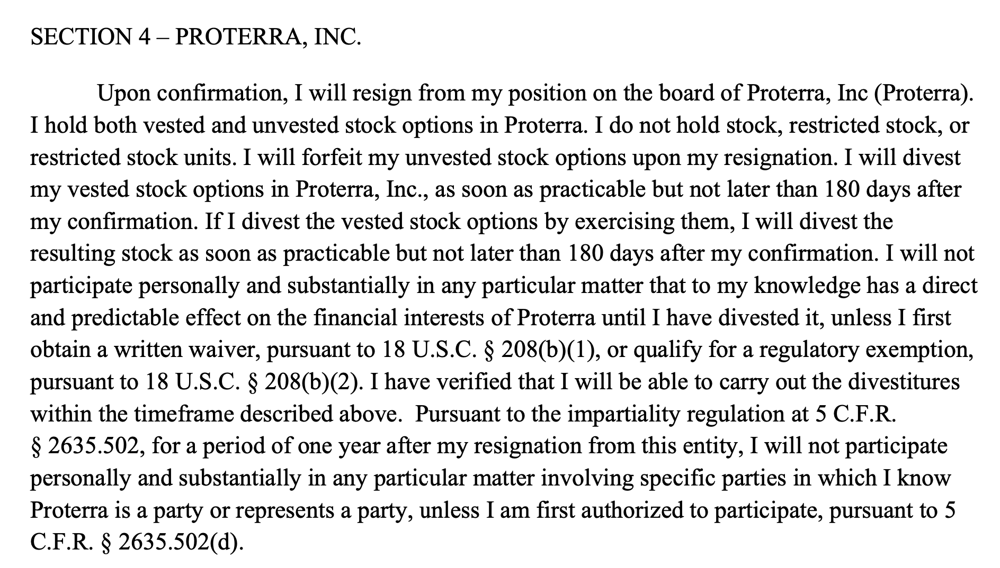 SECTION 4 – PROTERRA, INC.
Upon confirmation, I will resign from my position on the board of Proterra, Inc (Proterra).
I hold both vested and unvested stock options in Proterra. I do not hold stock, restricted stock, or
restricted stock units. I will forfeit my unvested stock options upon my resignation. I will divest
my vested stock options in Proterra, Inc., as soon as practicable but not later than 180 days after
my confirmation. If I divest the vested stock options by exercising them, I will divest the
resulting stock as soon as practicable but not later than 180 days after my confirmation. I will not
participate personally and substantially in any particular matter that to my knowledge has a direct
and predictable effect on the financial interests of Proterra until I have divested it, unless I first
obtain a written waiver, pursuant to 18 U.S.C. § 208(b)(1), or qualify for a regulatory exemption,
pursuant to 18 U.S.C. § 208(b)(2). I have verified that I will be able to carry out the divestitures
within the timeframe described above.  Pursuant to the impartiality regulation at 5 C.F.R.
§ 2635.502, for a period of one year after my resignation from this entity, I will not participate
personally and substantially in any particular matter involving specific parties in which I know
Proterra is a party or represents a party, unless I am first authorized to participate, pursuant to 5
C.F.R. § 2635.502(d).